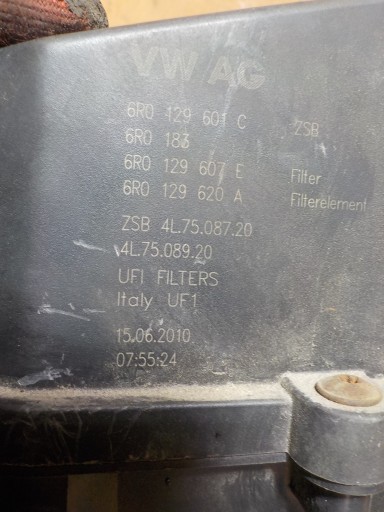 VW AG
6R0 129 601 C ZSB
6R0 183
6R0 129 607 E Filter
6R0 129 620 A Filterelement
ZSB 4L.75.087.20
4L.75.089.20
UFI FILTERS
Italy UF1
15.06.2010
07:55:24